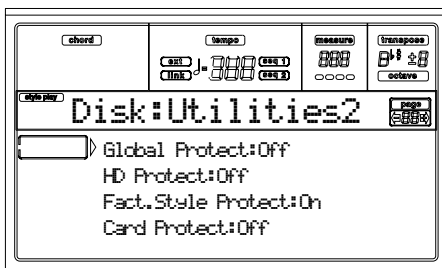 chord tempo measure transpose
ext seq 1
link seq 2
octave
style play Disk:Utilities2 page
Global Protect:Off
HD Protect:Off
Fact.Style Protect:On
Card Protect:Off